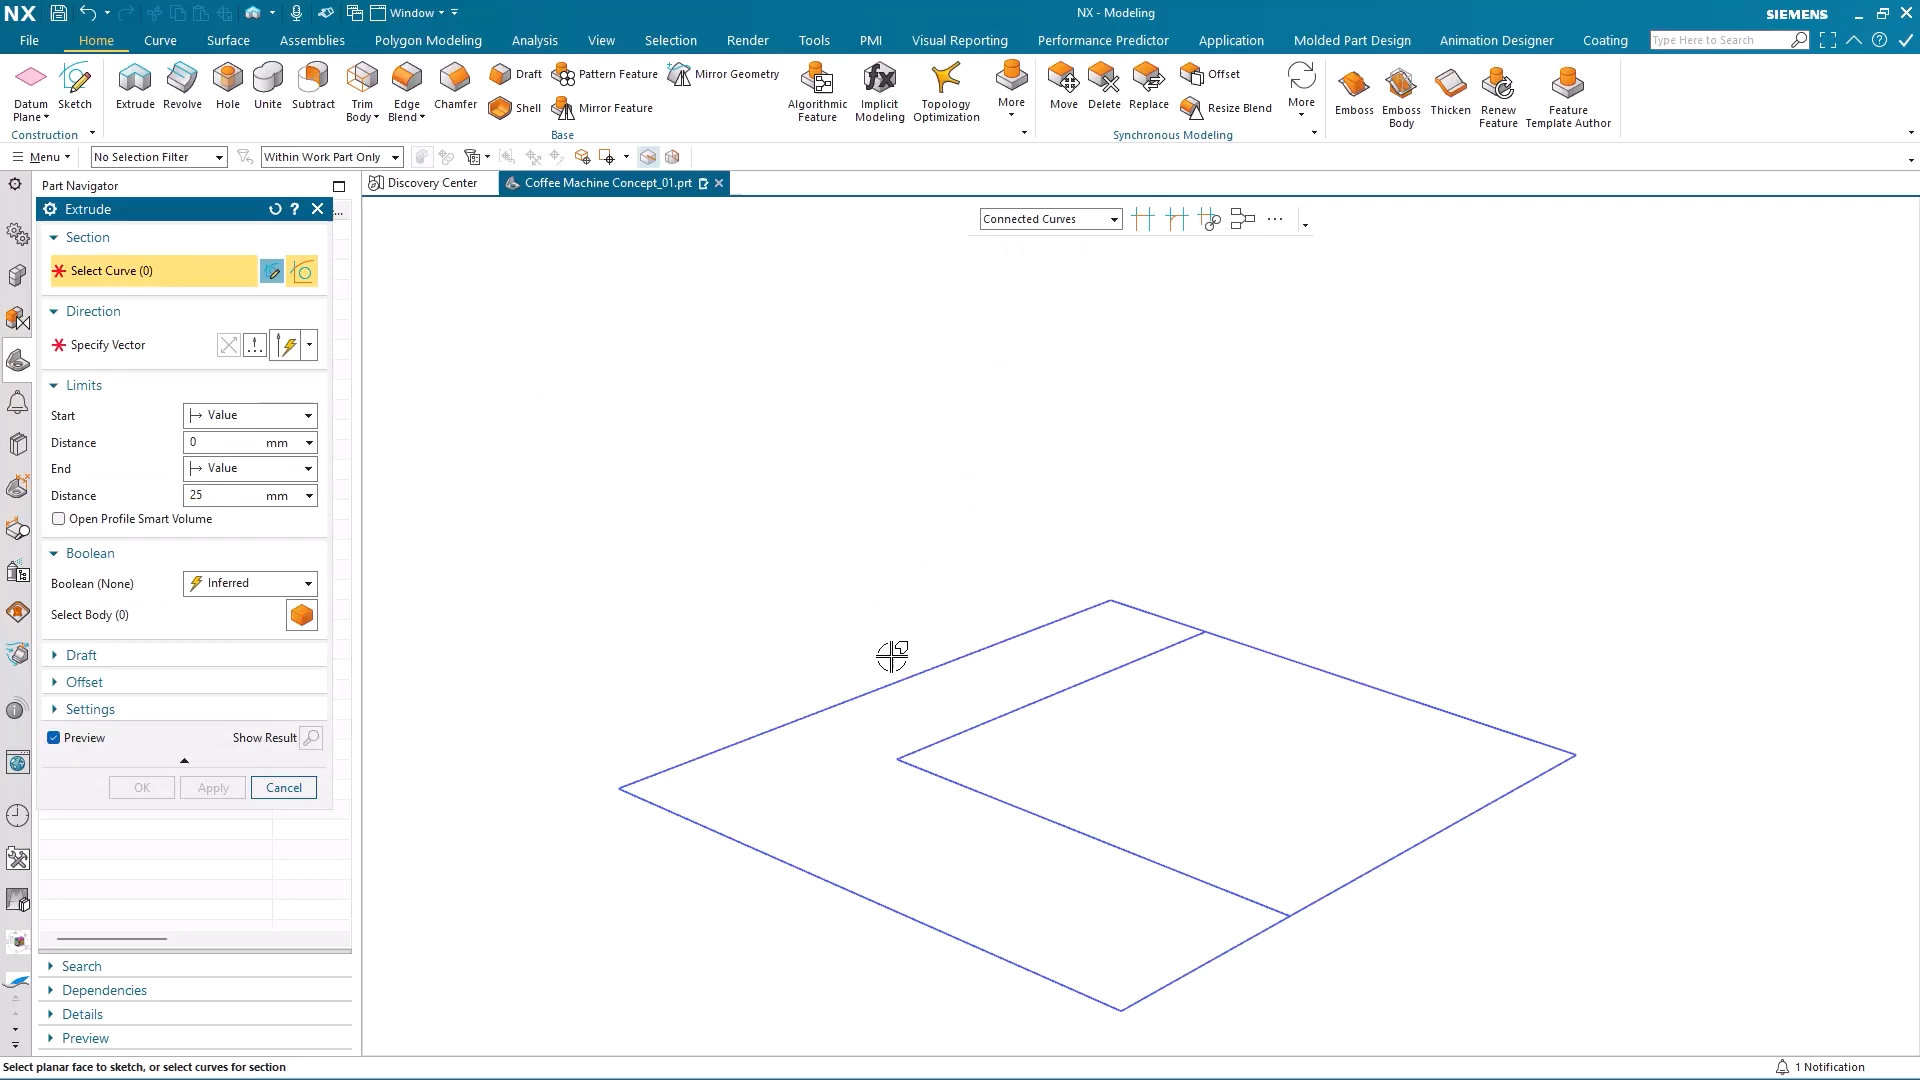 NX
Window
NX - Modeling
SIEMENS
File
Home
Curve
Surface
Assemblies
Polygon Modeling
Analysis
View
Selection
Render
Tools
PMI
Visual Reporting
Performance Predictor
Application
Molded Part Design
Animation Designer
Coating
Type Here to Search
Datum
Plane
Sketch
Extrude
Revolve
Hole
Unite
Subtract
Trim
Body
Edge
Blend
Chamfer
Draft
Shell
Pattern Feature
Mirror Feature
Mirror Geometry
Algorithmic
Feature
Implicit
Modeling
Topology
Optimization
More
Move
Delete
Replace
Offset
Resize Blend
More
Emboss
Emboss
Body
Thicken
Renew
Feature
Feature
Template Author
Construction
Base
Synchronous Modeling
Menu
No Selection Filter
Within Work Part Only
Part Navigator
Discovery Center
Coffee Machine Concept_01.prt
Extrude
...
Connected Curves
Section
Select Curve (0)
Direction
Specify Vector
Limits
Start
Value
Distance
0 mm
End
Value
Distance
25 mm
Open Profile Smart Volume
Boolean
Boolean (None)
Inferred
Select Body (0)
Draft
Offset
Settings
Preview
Show Result
OK
Apply
Cancel
Search
Dependencies
Details
Preview
Select planar face to sketch, or select curves for section
1 Notification